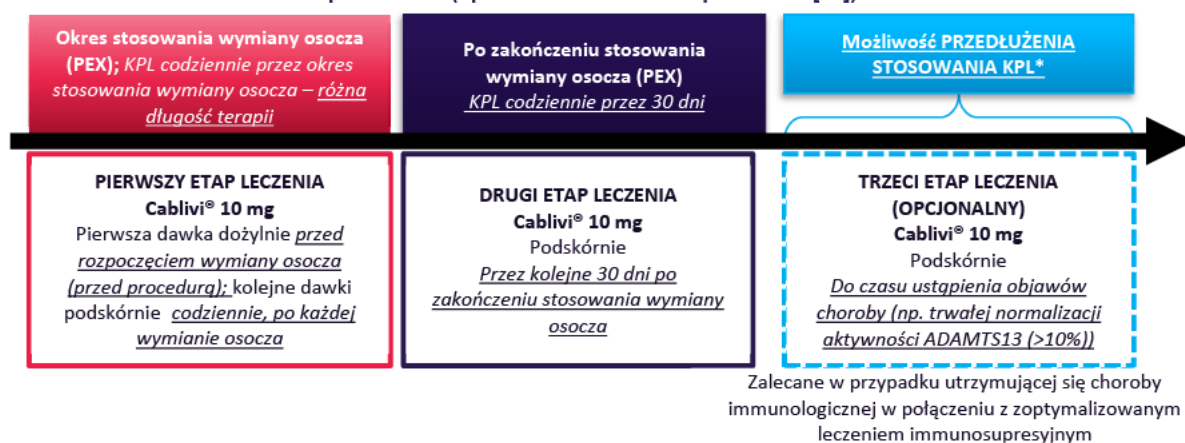 Okres stosowania wymiany osocza
(PEX); KPL codziennie przez okres
stosowania wymiany osocza – różna
długość terapii
Po zakończeniu stosowania
wymiany osocza (PEX)
KPL codziennie przez 30 dni
Możliwość PRZEDŁUŻENIA
STOSOWANIA KPL*
PIERWSZY ETAP LECZENIA
Cablivi® 10 mg
Pierwsza dawka dożylnie przed
rozpoczęciem wymiany osocza
(przed procedurą); kolejne dawki
podskórnie codziennie, po każdej
wymianie osocza
DRUGI ETAP LECZENIA
Cablivi® 10 mg
Podskórnie
Przez kolejne 30 dni po
zakończeniu stosowania wymiany
osocza
TRZECI ETAP LECZENIA
(OPCJONALNY)
Cablivi® 10 mg
Podskórnie
Do czasu ustąpienia objawów
choroby (np. trwałej normalizacji
aktywności ADAMTS13 (>10%))
Zalecane w przypadku utrzymującej się choroby
immunologicznej w połączeniu z zoptymalizowanym
leczeniem immunosupresyjnym